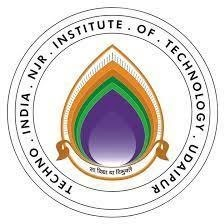 TECHNO . INDIA . NJR . INSTITUTE . OF . TECHNOLOGY . UDAIPUR
सा विद्या या विमुक्तये